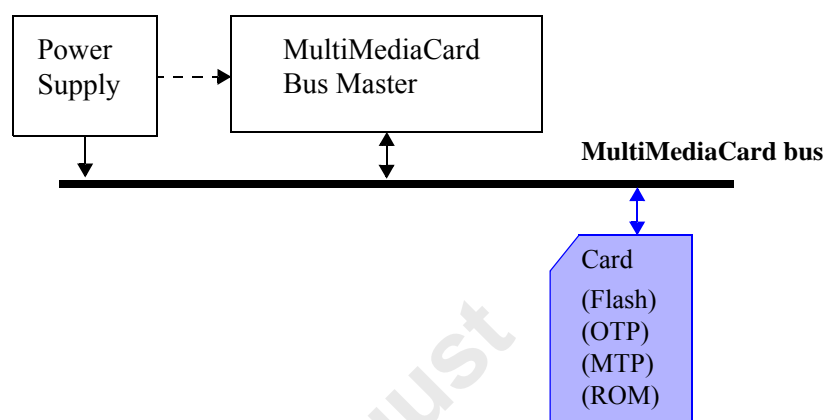 Power
Supply
MultiMediaCard
Bus Master
MultiMediaCard bus
Card
(Flash)
(OTP)
(MTP)
(ROM)